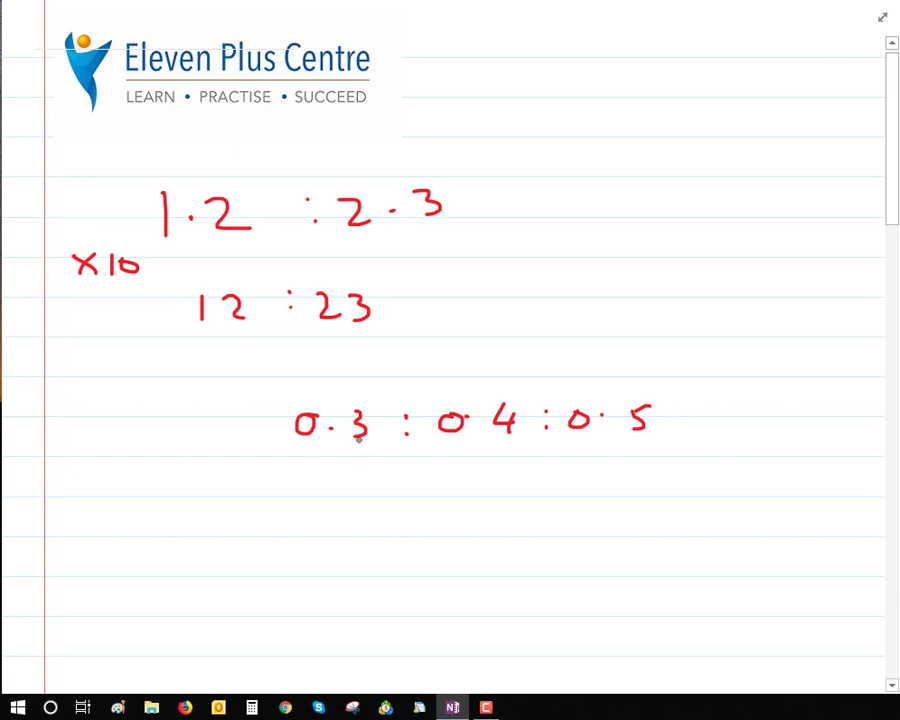 Eleven Plus Centre
LEARN • PRACTISE • SUCCEED
1.2 : 2.3
×10
12 : 23
0.3 : 0.4 : 0.5